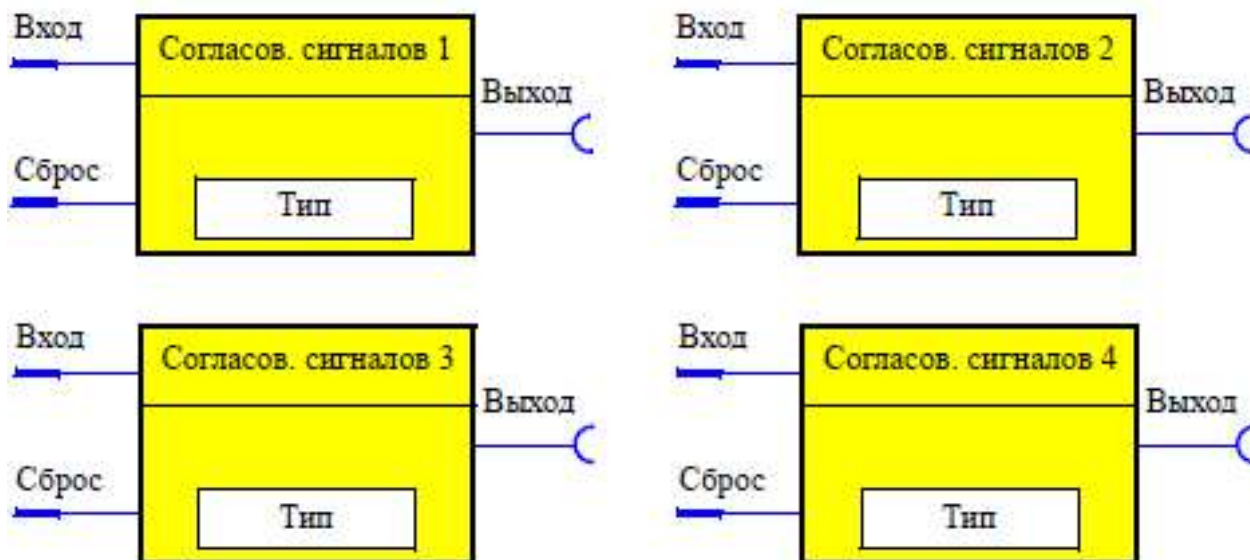 Вход
Согласов. сигналов 1
Выход
Сброс
Тип
Вход
Согласов. сигналов 2
Выход
Сброс
Тип
Вход
Согласов. сигналов 3
Выход
Сброс
Тип
Вход
Согласов. сигналов 4
Выход
Сброс
Тип